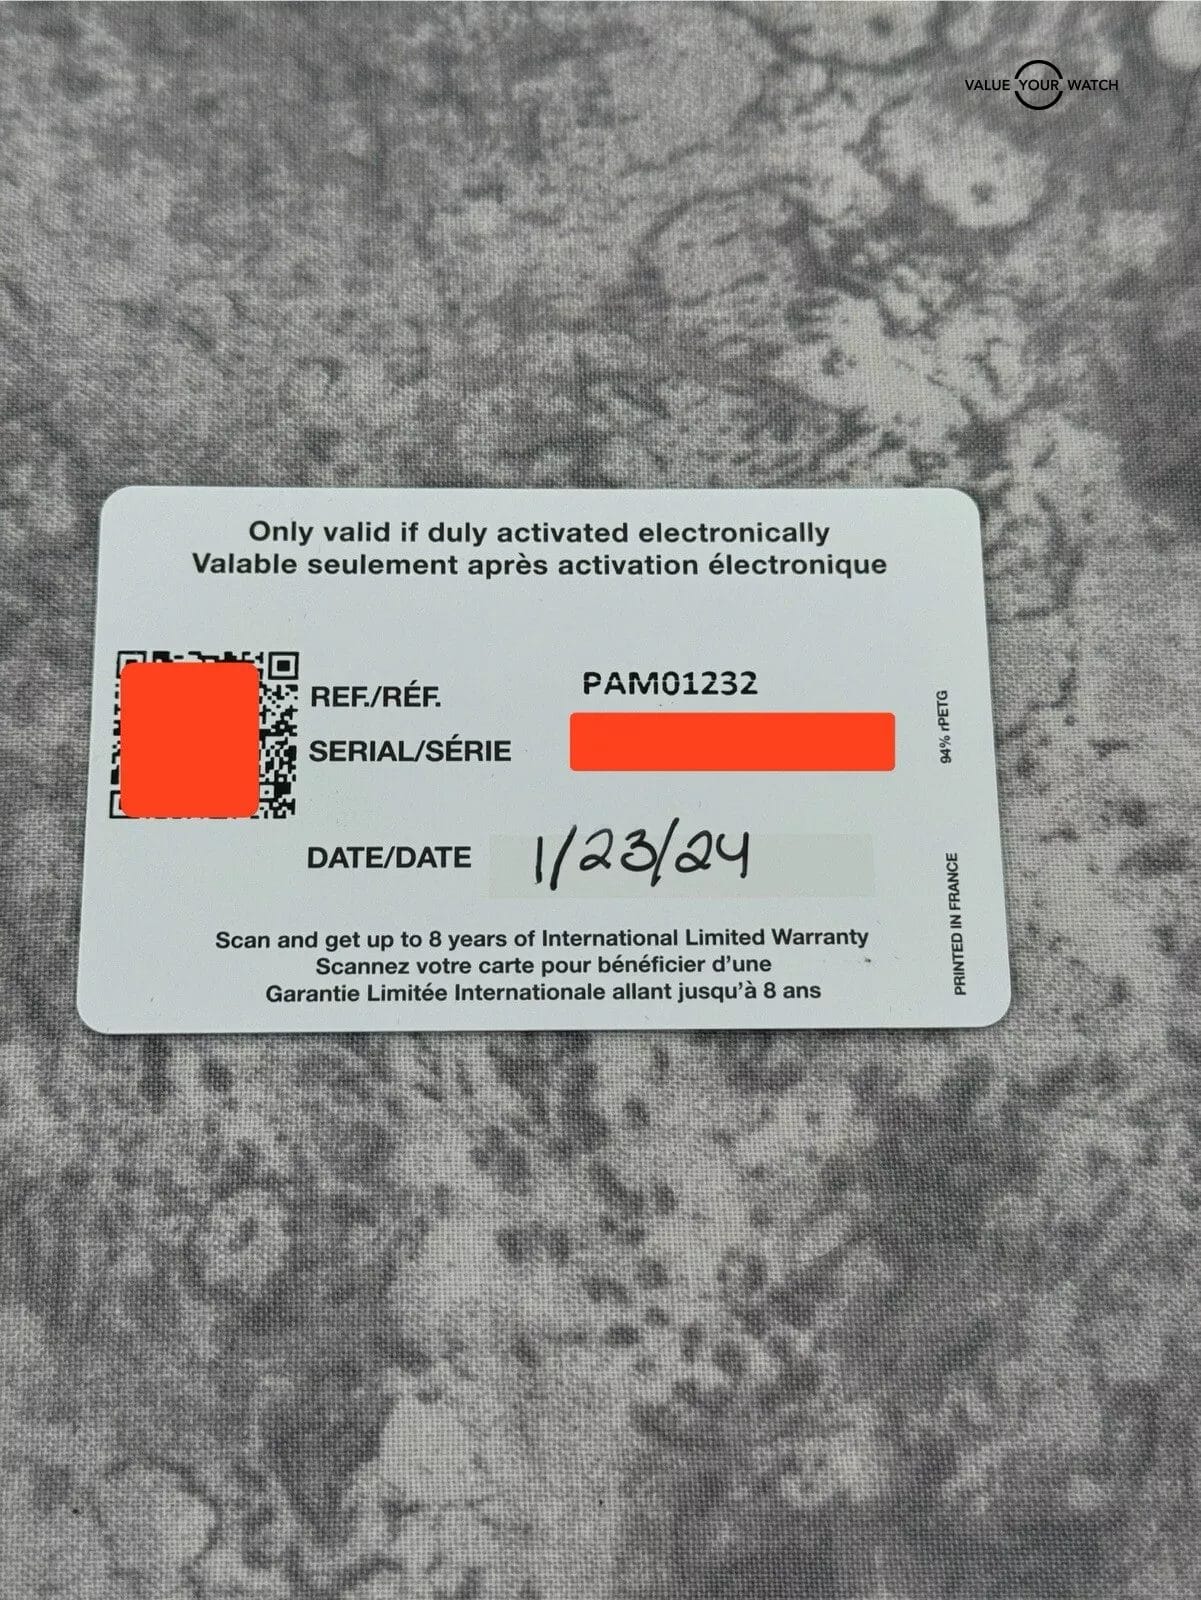 VALUE YOUR WATCH
Only valid if duly activated electronically
Valable seulement après activation électronique
REF./RÉF. PAM01232
SERIAL/SÉRIE
DATE/DATE 1/23/24
Scan and get up to 8 years of International Limited Warranty
Scannez votre carte pour bénéficier d'une
Garantie Limitée Internationale allant jusqu'à 8 ans
94% rPETG
PRINTED IN FRANCE